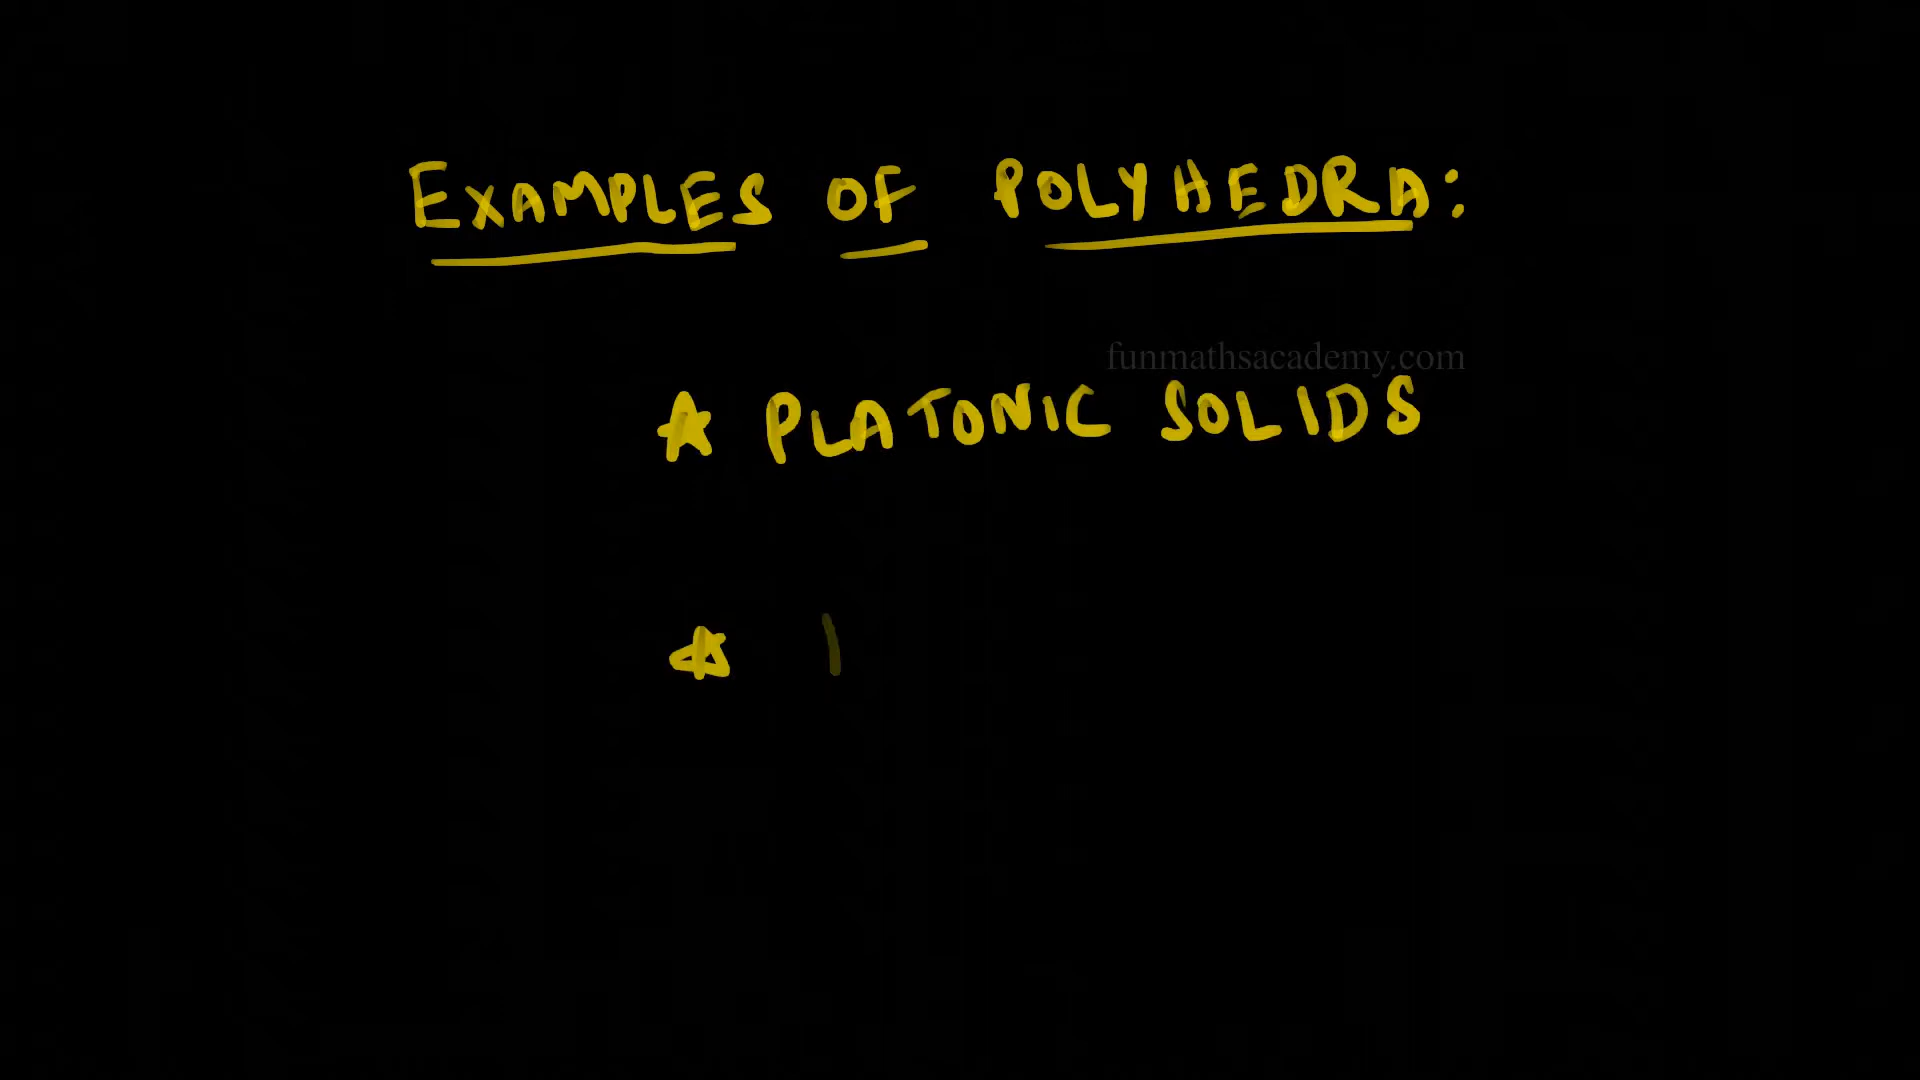 EXAMPLES OF POLYHEDRA:
funmathsacademy.com
☆ PLATONIC SOLIDS
☆